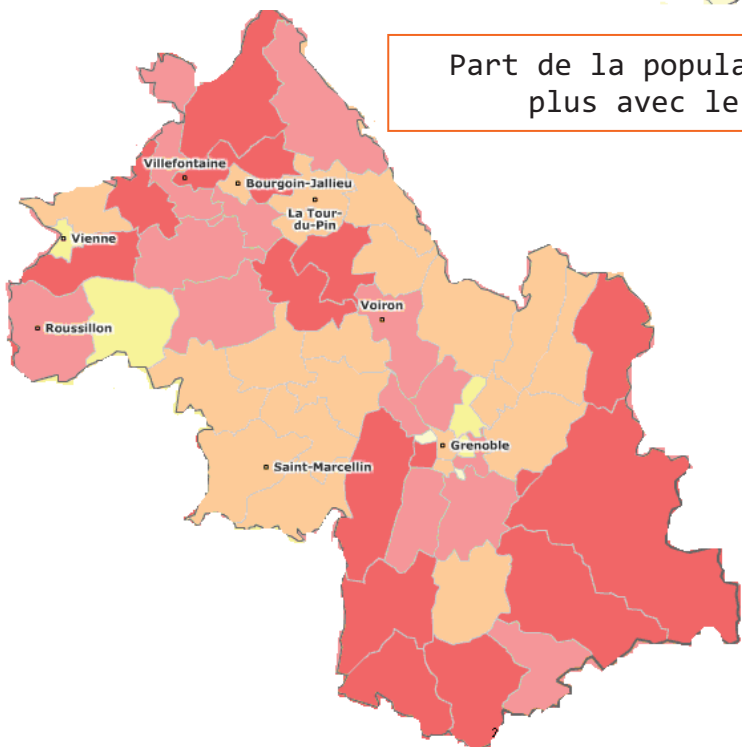 Part de la popula
plus avec le
Villefontaine
Bourgoin-Jallieu
La Tour-
du-Pin
Vienne
Voiron
Roussillon
Grenoble
Saint-Marcellin